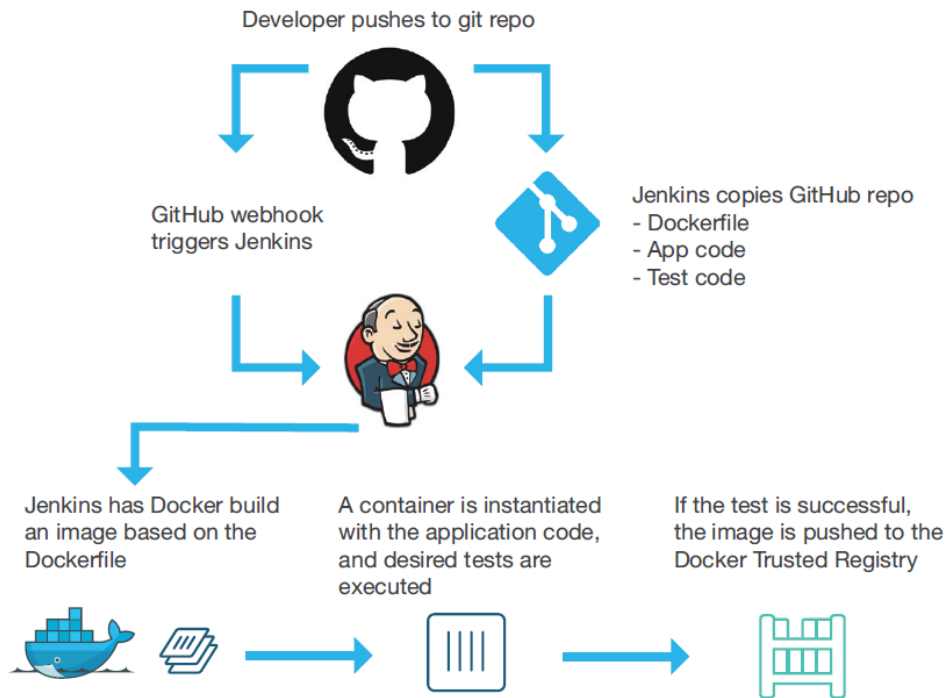 Developer pushes to git repo
GitHub webhook
triggers Jenkins
Jenkins copies GitHub repo
- Dockerfile
- App code
- Test code
Jenkins has Docker build
an image based on the
Dockerfile
A container is instantiated
with the application code,
and desired tests are
executed
If the test is successful,
the image is pushed to the
Docker Trusted Registry